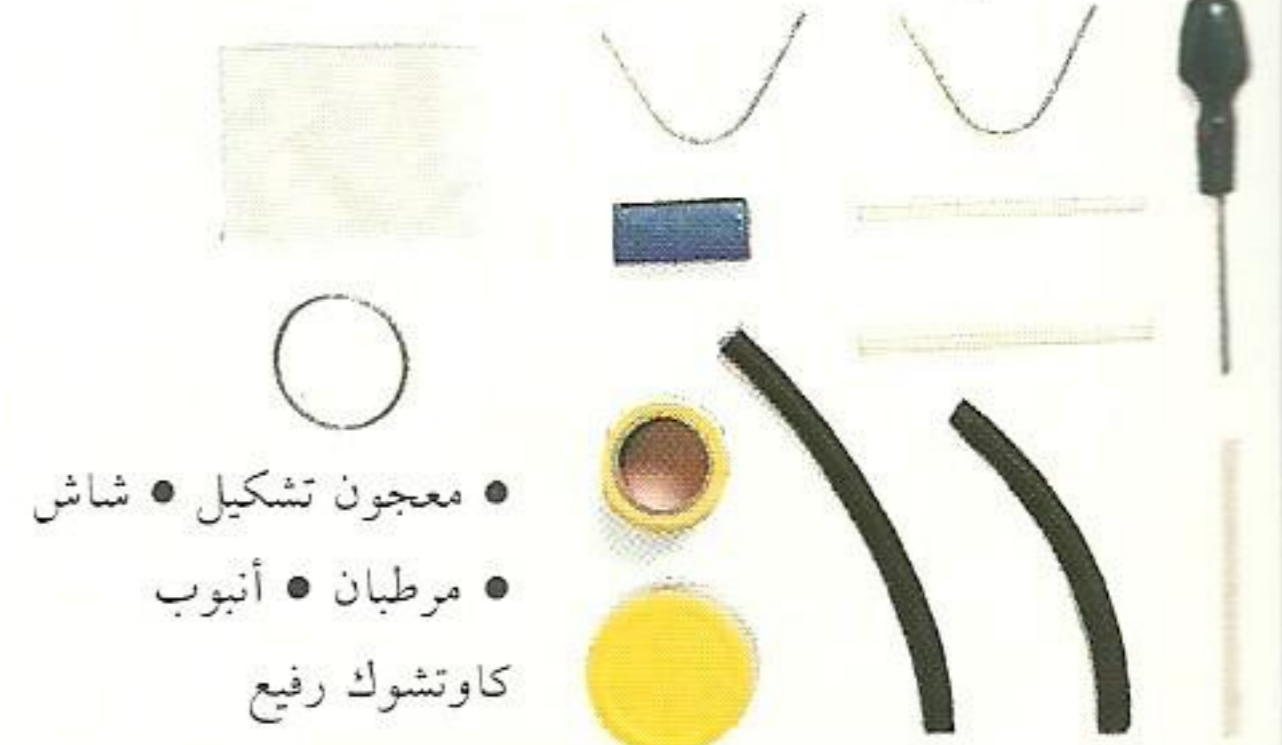 • معجون تشكيل • شاش
• مرطبان • أنبوب
كاوتشوك رفيع